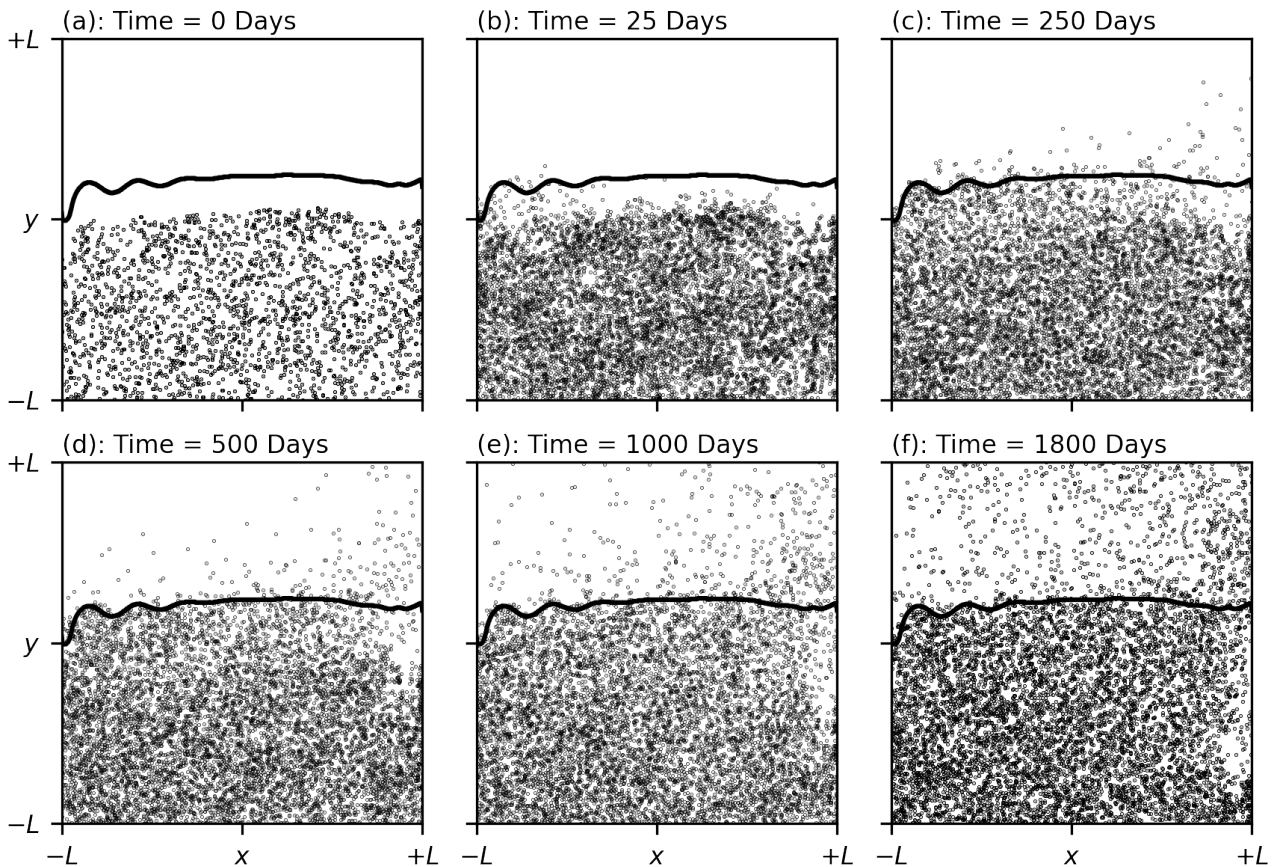 (a): Time = 0 Days
(b): Time = 25 Days
(c): Time = 250 Days
+L
y
−L
(d): Time = 500 Days
(e): Time = 1000 Days
(f): Time = 1800 Days
+L
y
−L
−L x +L −L x +L −L x +L